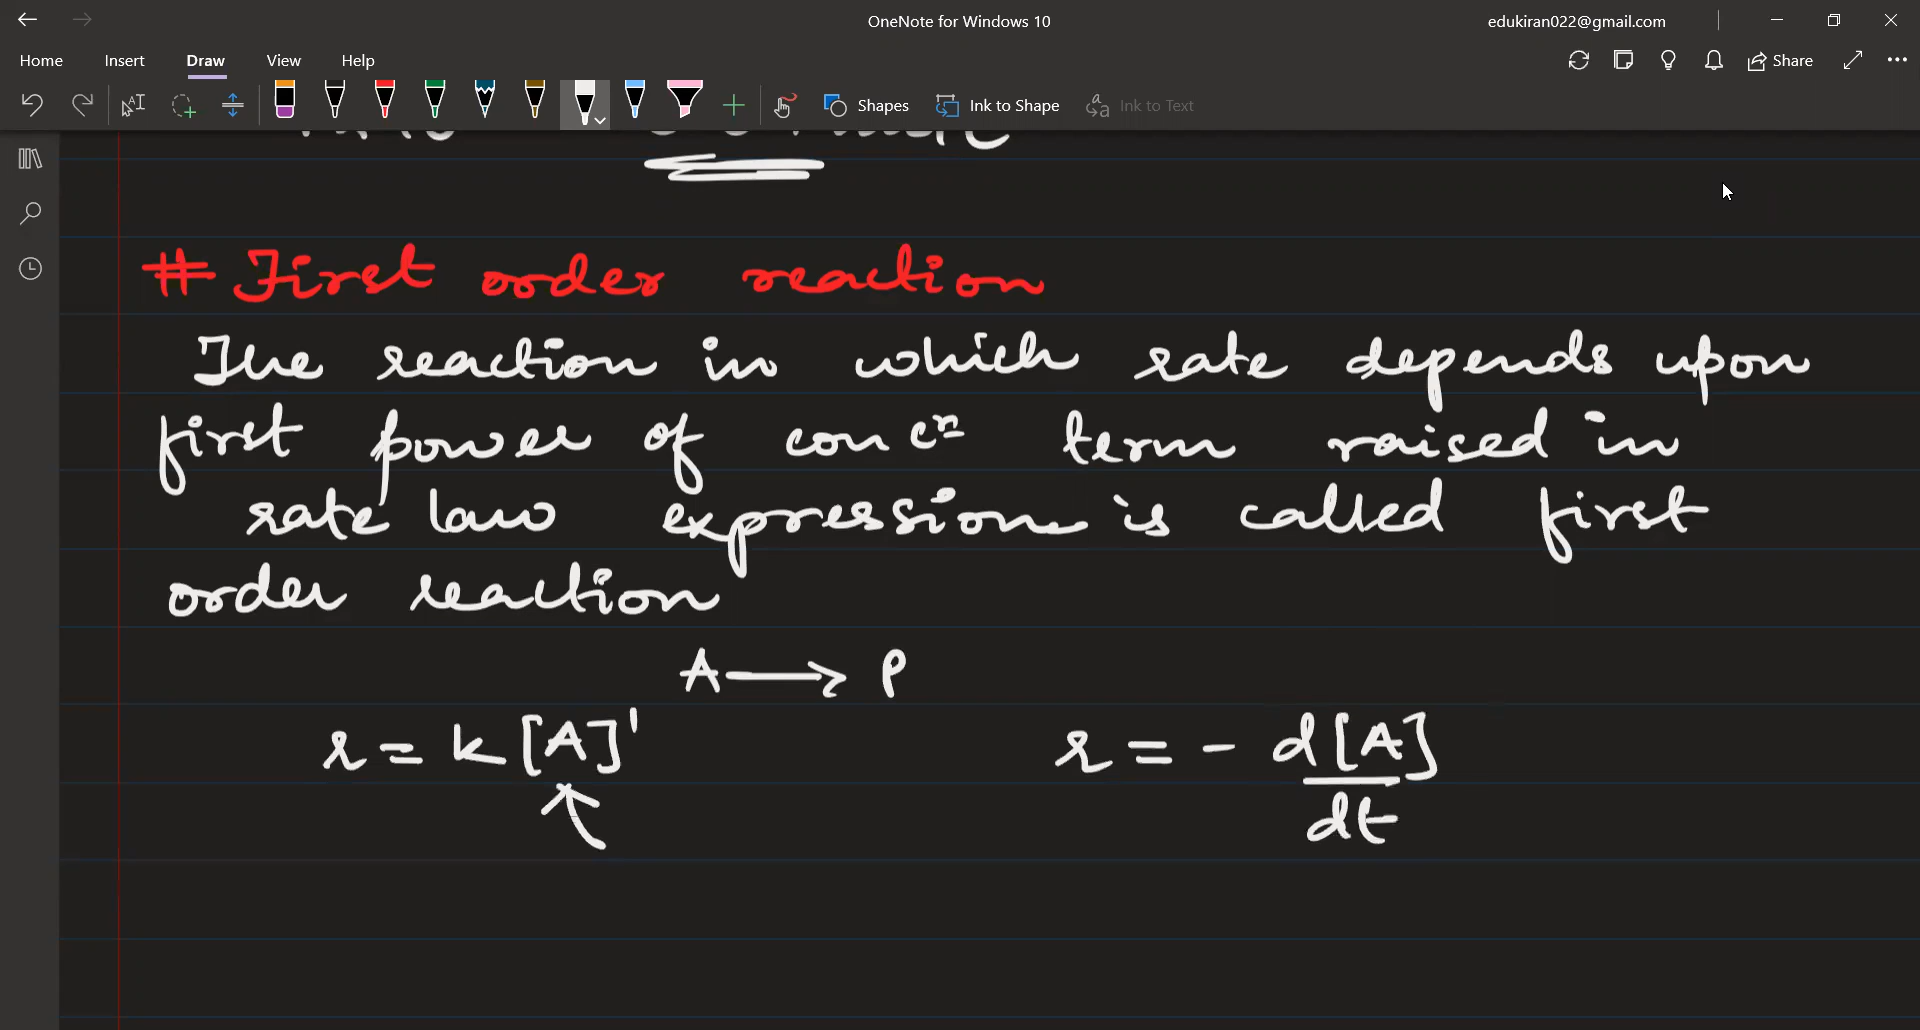 OneNote for Windows 10
edukiran022@gmail.com
Home Insert Draw View Help
Share
Shapes Ink to Shape Ink to Text
# First order reaction
The reaction in which rate depends upon
first power of concⁿ term raised in
rate law expression is called first
order reaction
A ⟶ P
r = k [A]¹
r = - d[A]
dt